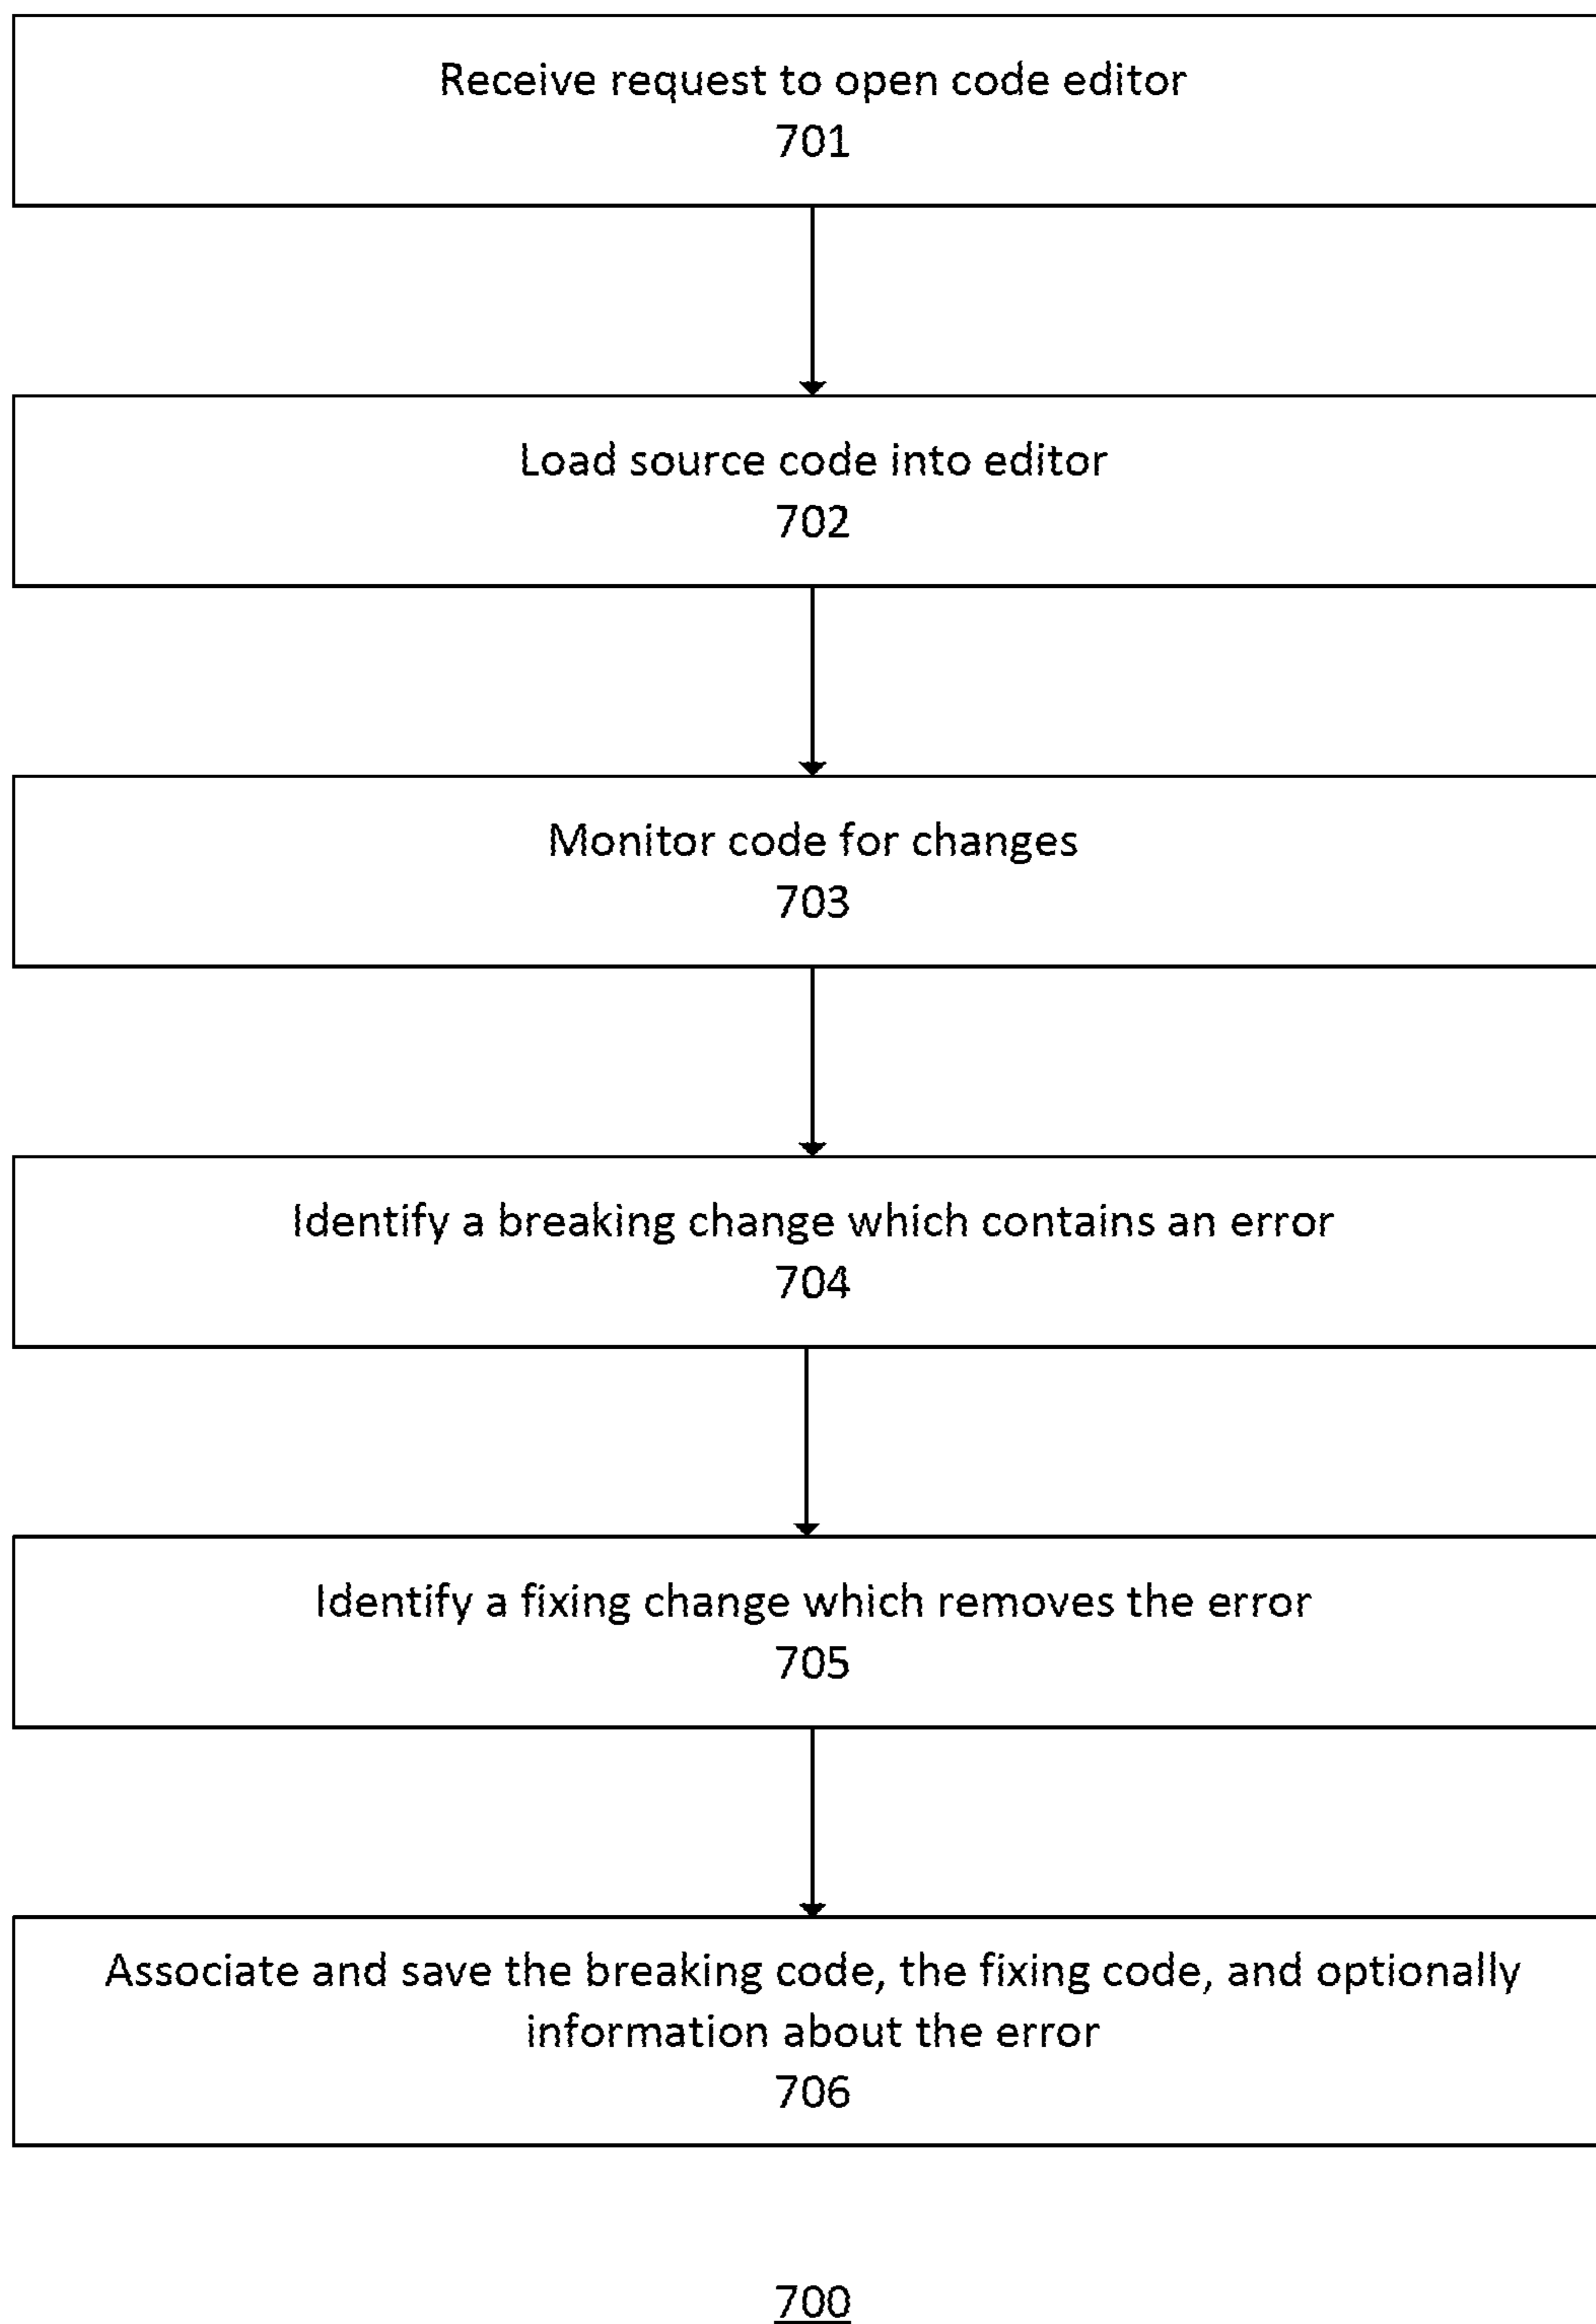 Receive request to open code editor
701
Load source code into editor
702
Monitor code for changes
703
Identify a breaking change which contains an error
704
Identify a fixing change which removes the error
705
Associate and save the breaking code, the fixing code, and optionally
information about the error
706
700